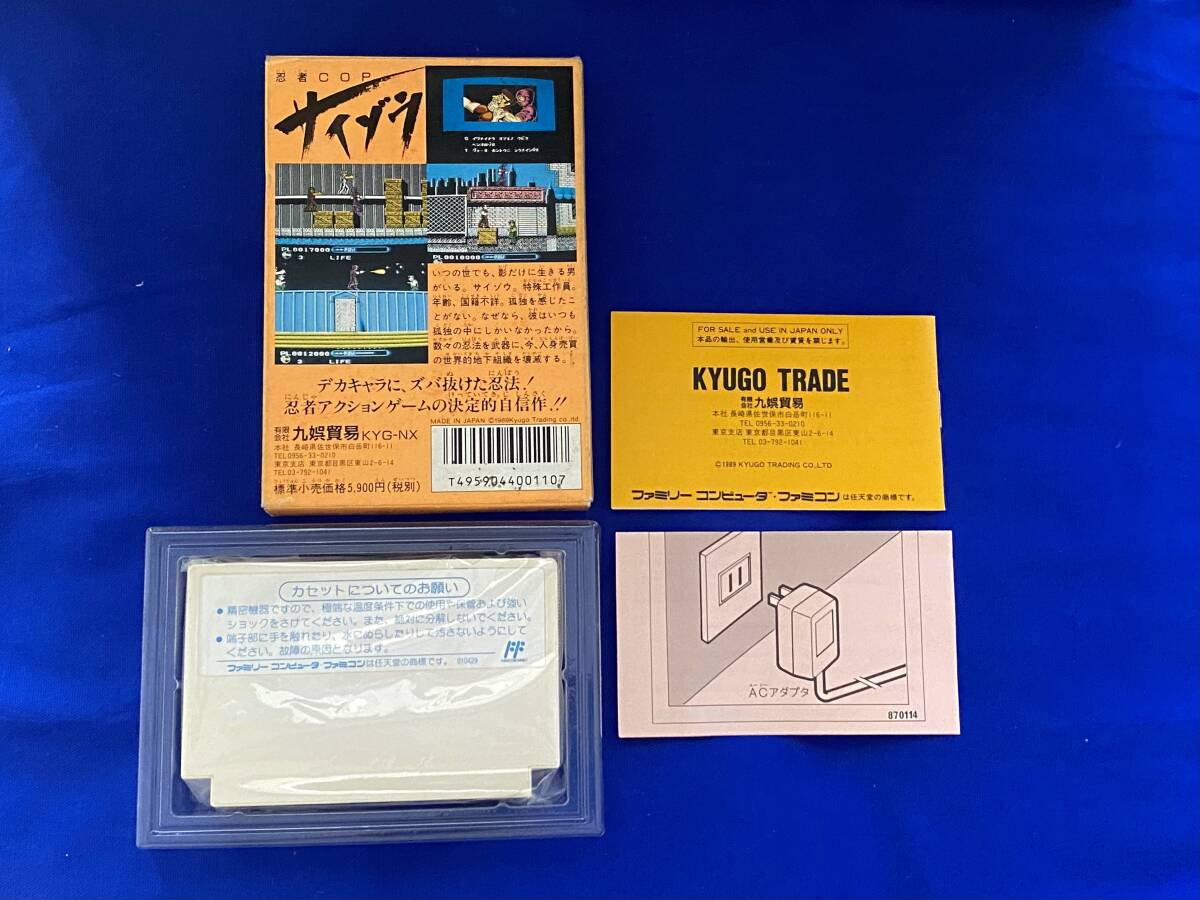 忍者COP
サイゾウ
PL0017000
3 LIFE
PL0018000
PL0012000
3 LIFE
いつの世でも、影だけに生きる男
がいる。サイゾウ。特殊工作員。
年齢、国籍不詳。孤独を感じたこ
とがない。なぜなら、彼はいつも
孤独の中にしかいなかったから。
数々の忍法を武器に、今、人身売買
の世界的地下組織を壊滅する。
デカキャラに、ズバ抜けた忍法!
忍者アクションゲームの決定的自信作!!
MADE IN JAPAN ©1989Kyugo Trading co,.ltd
有限会社 九娯貿易 KYG-NX
本社 長崎県佐世保市白岳町116-11
TEL0956-33-0210
東京支店 東京都目黒区東山2-6-14
TEL03-792-1041
標準小売価格5,900円(税別)
T4959044001107
FOR SALE and USE IN JAPAN ONLY
本品の輸出、使用営業及び賃貸を禁じます。
KYUGO TRADE
有限会社 九娯貿易
本社 長崎県佐世保市白岳町116-11
TEL 0956-33-0210
東京支店 東京都目黒区東山2-6-14
TEL 03-792-1041
©1989 KYUGO TRADING CO.,LTD
ファミリーコンピュータ™・ファミコンは任天堂の商標です。
カセットについてのお願い
●精密機器ですので、極端な温度条件下での使用や保管および強い
ショックをさけてください。また、絶対に分解しないでください。
●端子部に手を触れたり、水にぬらしたりして汚さないようにして
ください。故障の原因となります。
ファミリーコンピュータ・ファミコンは任天堂の商標です。 910429
ACアダプタ
870114